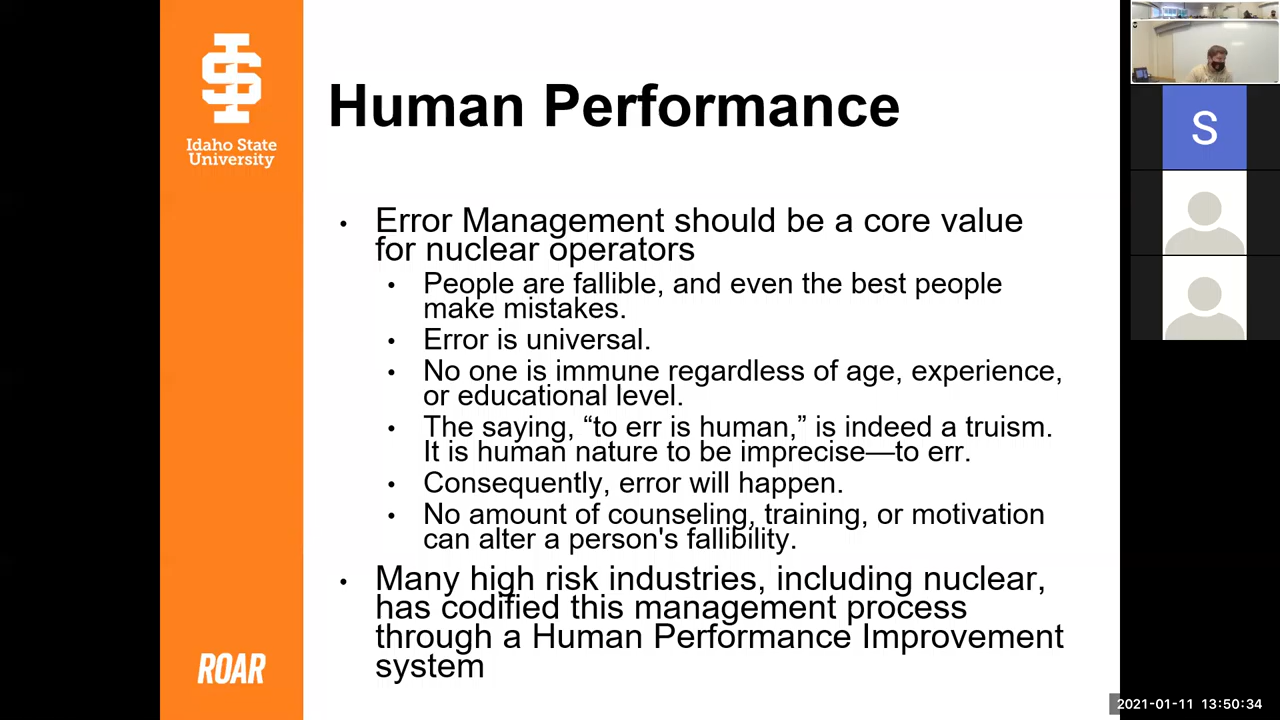 Idaho State
University
Human Performance
• Error Management should be a core value
for nuclear operators
• People are fallible, and even the best people
make mistakes.
• Error is universal.
• No one is immune regardless of age, experience,
or educational level.
• The saying, “to err is human,” is indeed a truism.
It is human nature to be imprecise—to err.
• Consequently, error will happen.
• No amount of counseling, training, or motivation
can alter a person's fallibility.
• Many high risk industries, including nuclear,
has codified this management process
through a Human Performance Improvement
system
ROAR
S
2021-01-11 13:50:34